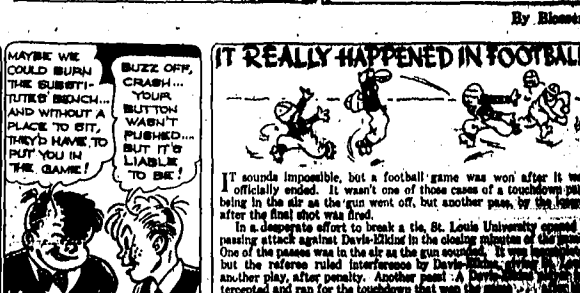 By Blosser
MAYBE WE
COULD BURN
THE SUBSTI-
TUTES' BENCH...
AND WITHOUT A
PLACE TO SIT,
THEY'D HAVE TO
PUT YOU IN
THE GAME!
BUZZ OFF,
CRASH...
YOUR
BUTTON
WASN'T
PUSHED....
BUT IT'S
LIABLE
TO BE!
IT REALLY HAPPENED IN FOOTBALL
IT sounds impossible, but a football game was won after it
officially ended. It wasn't one of those cases of a touchdown
being in the air as the gun went off, but another pass, by the
after the final shot was fired.
In a desperate effort to break a tie, St. Louis University opened
passing attack against Davis-Elkins in the closing minutes of the
One of the passes was in the air as the gun sounded. It was
but the referee ruled interference by Davis-Elkins,
another play, after penalty. Another pass! A
tercepted and ran for the touchdown that won the